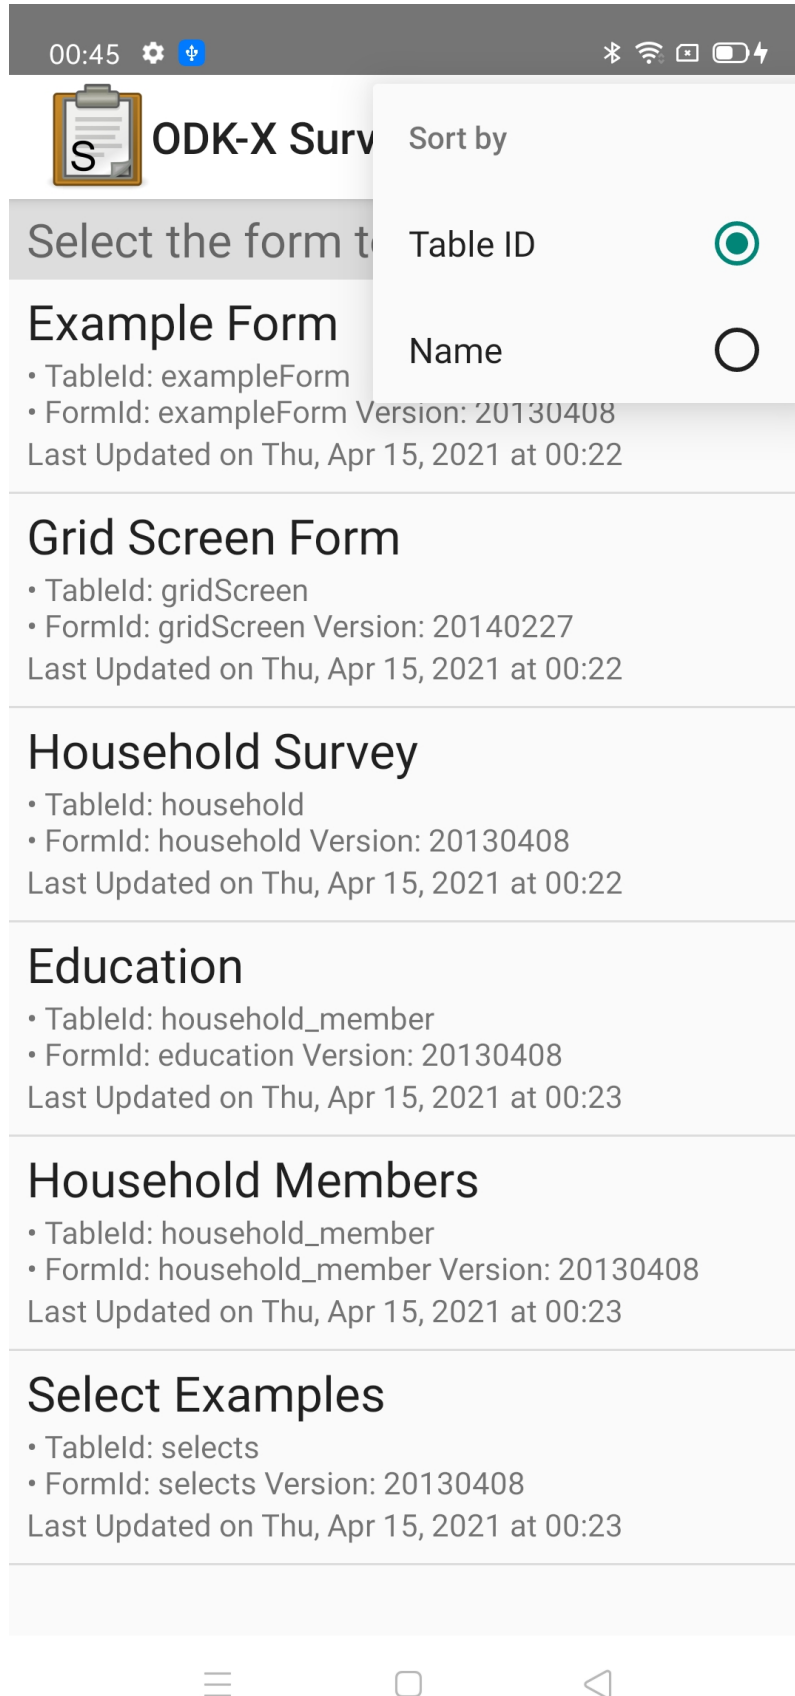 00:45
S
ODK-X Surv
Sort by
Select the form t
Table ID
Name
Example Form
• TableId: exampleForm
• FormId: exampleForm Version: 20130408
Last Updated on Thu, Apr 15, 2021 at 00:22
Grid Screen Form
• TableId: gridScreen
• FormId: gridScreen Version: 20140227
Last Updated on Thu, Apr 15, 2021 at 00:22
Household Survey
• TableId: household
• FormId: household Version: 20130408
Last Updated on Thu, Apr 15, 2021 at 00:22
Education
• TableId: household_member
• FormId: education Version: 20130408
Last Updated on Thu, Apr 15, 2021 at 00:23
Household Members
• TableId: household_member
• FormId: household_member Version: 20130408
Last Updated on Thu, Apr 15, 2021 at 00:23
Select Examples
• TableId: selects
• FormId: selects Version: 20130408
Last Updated on Thu, Apr 15, 2021 at 00:23